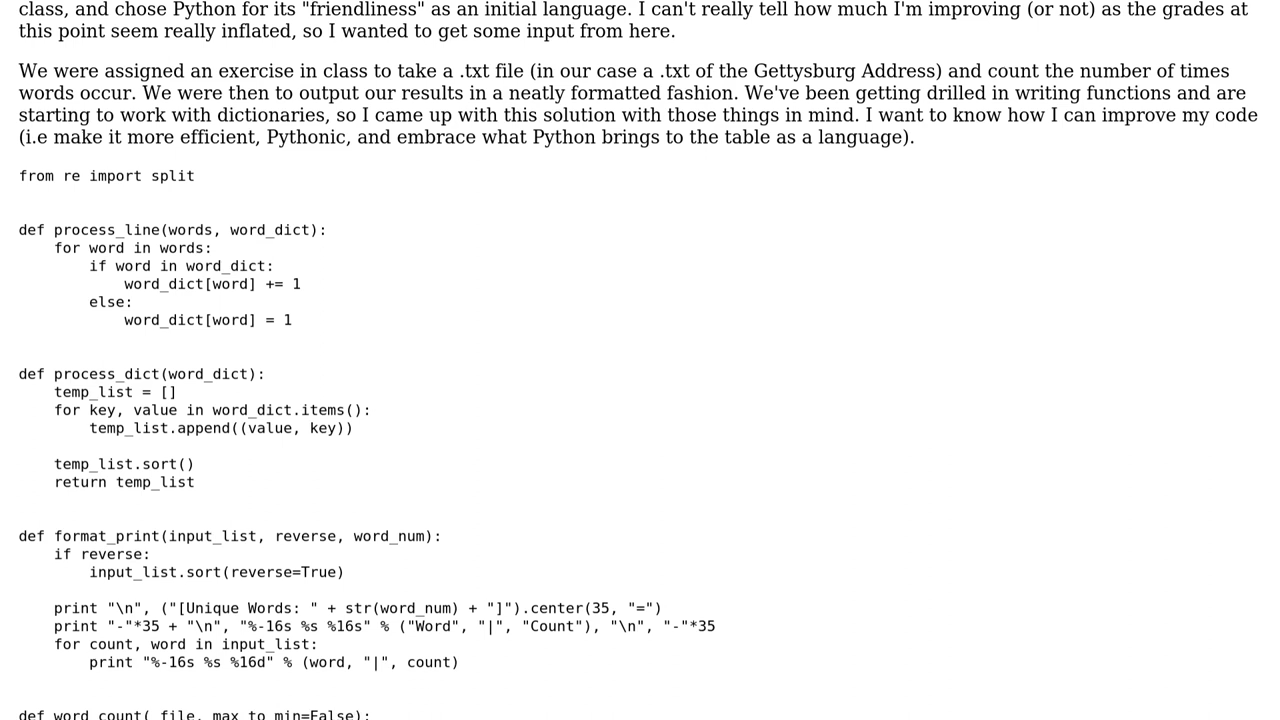 class, and chose Python for its "friendliness" as an initial language. I can't really tell how much I'm improving (or not) as the grades at
this point seem really inflated, so I wanted to get some input from here.
We were assigned an exercise in class to take a .txt file (in our case a .txt of the Gettysburg Address) and count the number of times
words occur. We were then to output our results in a neatly formatted fashion. We've been getting drilled in writing functions and are
starting to work with dictionaries, so I came up with this solution with those things in mind. I want to know how I can improve my code
(i.e make it more efficient, Pythonic, and embrace what Python brings to the table as a language).
from re import split
def process_line(words, word_dict):
    for word in words:
        if word in word_dict:
            word_dict[word] += 1
        else:
            word_dict[word] = 1
def process_dict(word_dict):
    temp_list = []
    for key, value in word_dict.items():
        temp_list.append((value, key))
    temp_list.sort()
    return temp_list
def format_print(input_list, reverse, word_num):
    if reverse:
        input_list.sort(reverse=True)
    print "\n", ("[Unique Words: " + str(word_num) + "]").center(35, "=")
    print "-"*35 + "\n", "%-16s %s %16s" % ("Word", "|", "Count"), "\n", "-"*35
    for count, word in input_list:
        print "%-16s %s %16d" % (word, "|", count)
def word_count(_file, max_to_min=False):